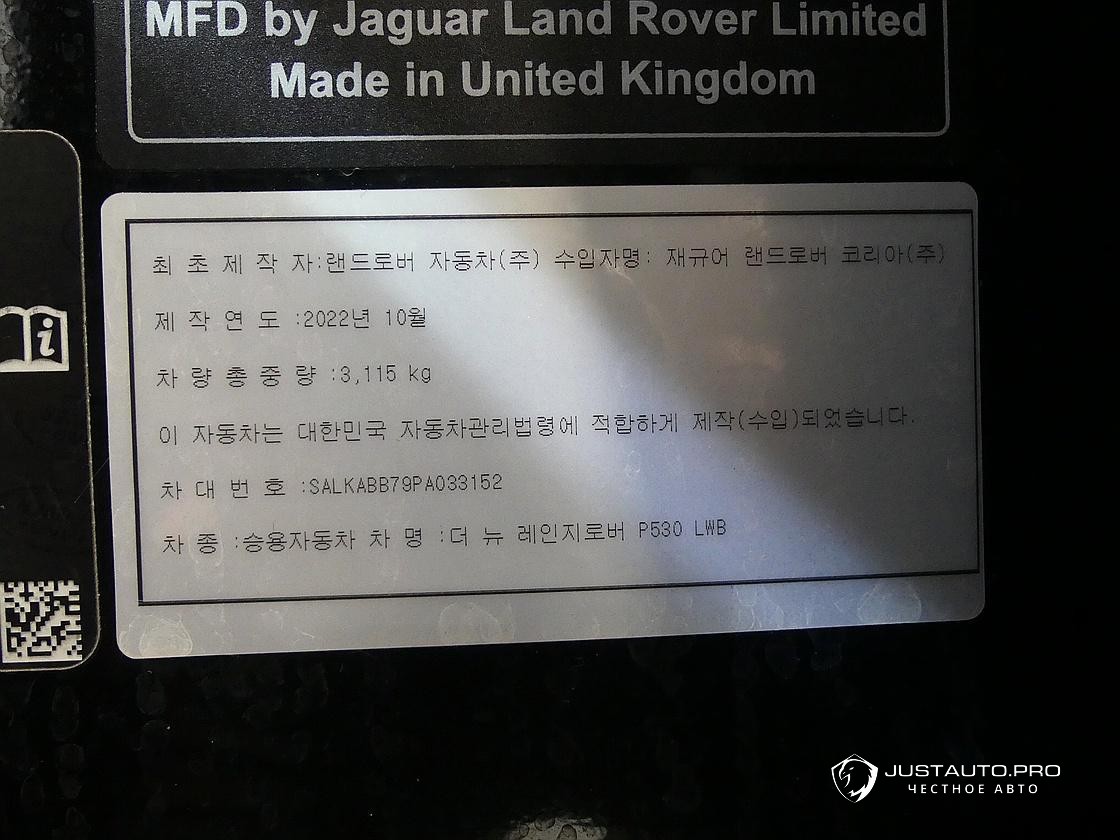 MFD by Jaguar Land Rover Limited
Made in United Kingdom
최 초 제 작 자:랜드로버 자동차(주) 수입자명: 재규어 랜드로버 코리아(주)
제 작 연 도 :2022년 10월
차 량 총 중 량 :3,115 kg
이 자동차는 대한민국 자동차관리법령에 적합하게 제작(수입)되었습니다.
차 대 번 호 :SALKABB79PA033152
차 종 :승용자동차 차 명 :더 뉴 레인지로버 P530 LWB
i
JUSTAUTO.PRO
ЧЕСТНОЕ АВТО